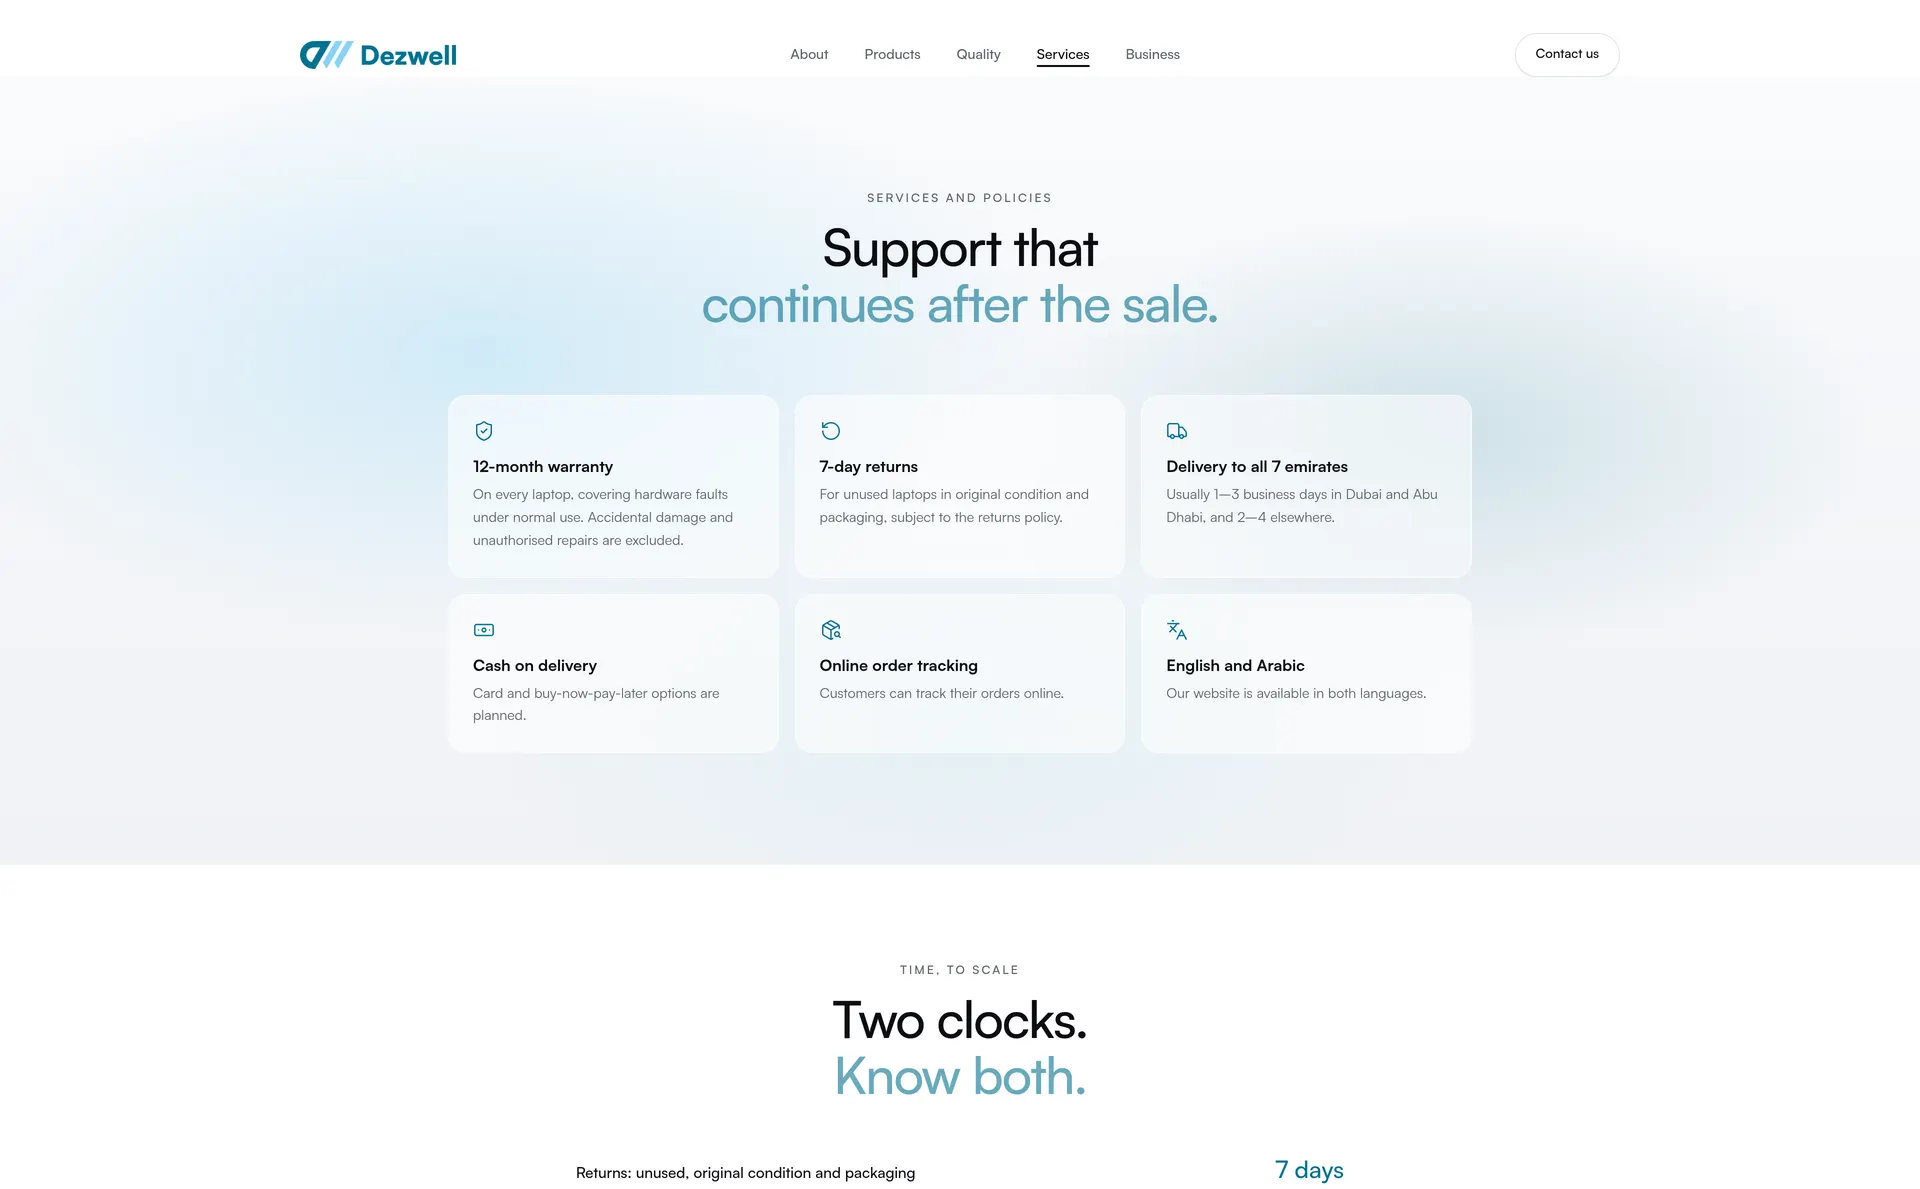 Dezwell
About
Products
Quality
Services
Business
Contact us
SERVICES AND POLICIES
Support that
continues after the sale.
12-month warranty
On every laptop, covering hardware faults
under normal use. Accidental damage and
unauthorised repairs are excluded.
7-day returns
For unused laptops in original condition and
packaging, subject to the returns policy.
Delivery to all 7 emirates
Usually 1–3 business days in Dubai and Abu
Dhabi, and 2–4 elsewhere.
Cash on delivery
Card and buy-now-pay-later options are
planned.
Online order tracking
Customers can track their orders online.
English and Arabic
Our website is available in both languages.
TIME, TO SCALE
Two clocks.
Know both.
Returns: unused, original condition and packaging
7 days